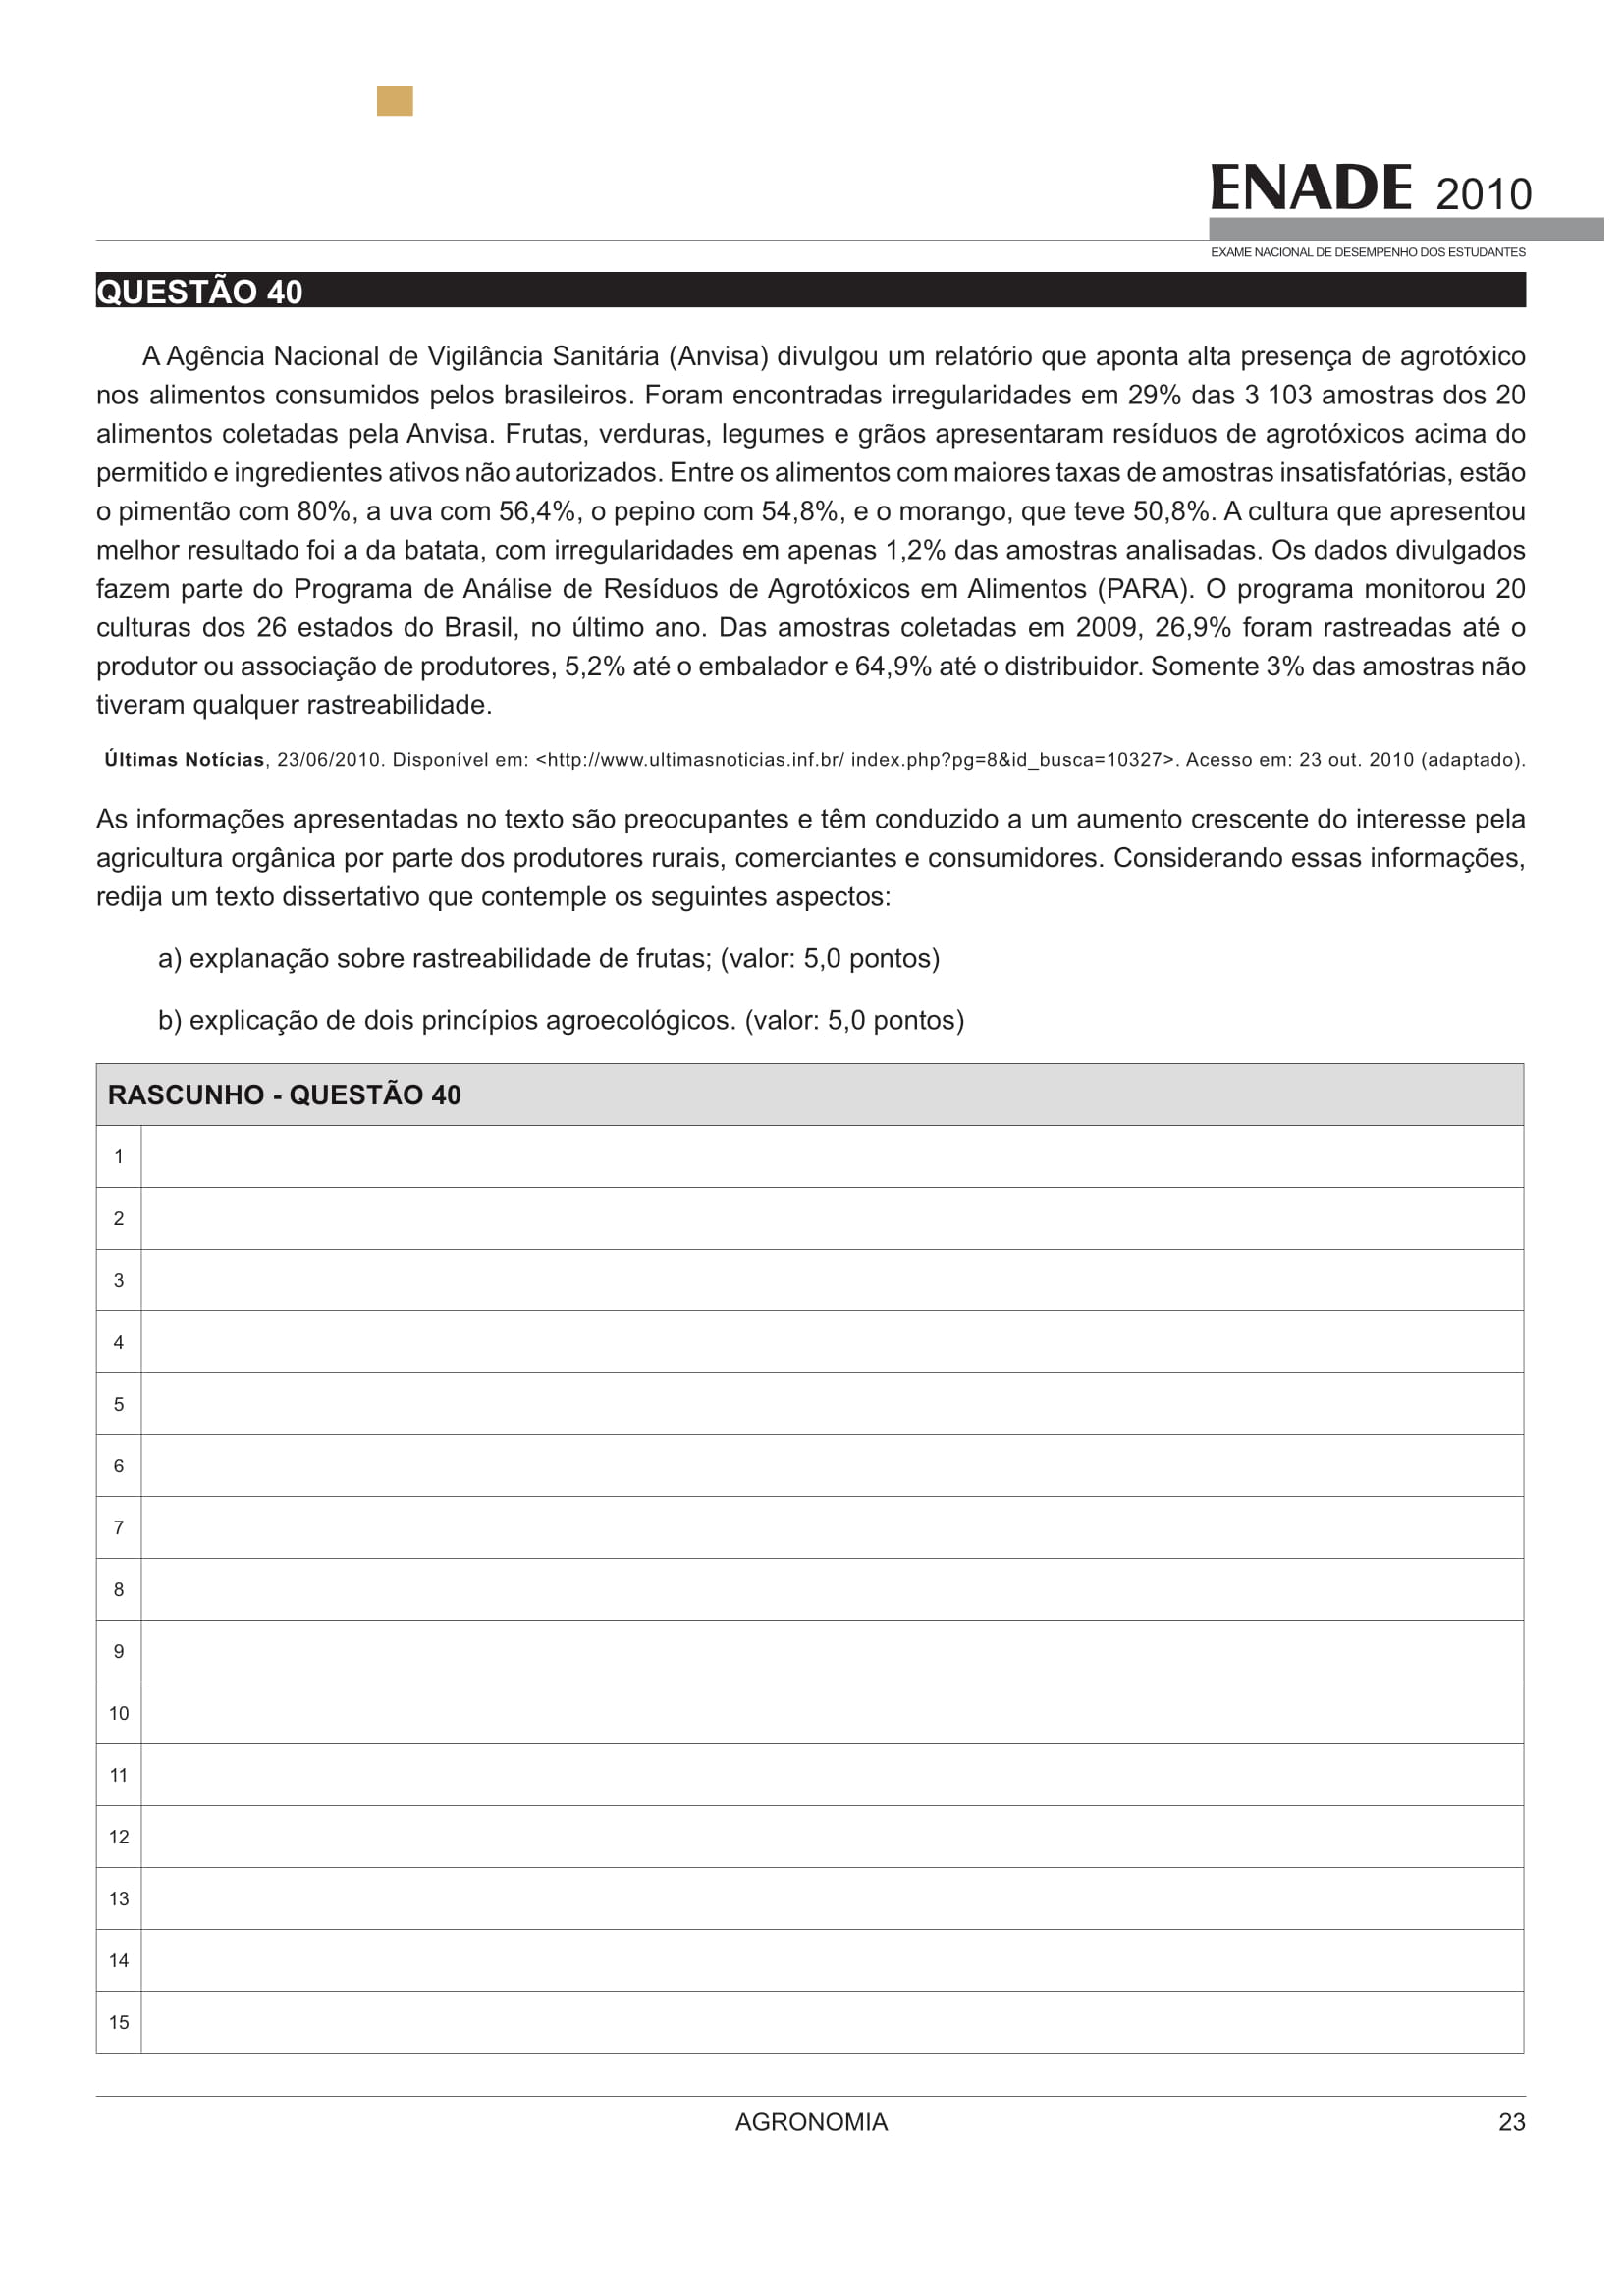 ENADE 2010
EXAME NACIONAL DE DESEMPENHO DOS ESTUDANTES
QUESTÃO 40
A Agência Nacional de Vigilância Sanitária (Anvisa) divulgou um relatório que aponta alta presença de agrotóxico
nos alimentos consumidos pelos brasileiros. Foram encontradas irregularidades em 29% das 3 103 amostras dos 20
alimentos coletadas pela Anvisa. Frutas, verduras, legumes e grãos apresentaram resíduos de agrotóxicos acima do
permitido e ingredientes ativos não autorizados. Entre os alimentos com maiores taxas de amostras insatisfatórias, estão
o pimentão com 80%, a uva com 56,4%, o pepino com 54,8%, e o morango, que teve 50,8%. A cultura que apresentou
melhor resultado foi a da batata, com irregularidades em apenas 1,2% das amostras analisadas. Os dados divulgados
fazem parte do Programa de Análise de Resíduos de Agrotóxicos em Alimentos (PARA). O programa monitorou 20
culturas dos 26 estados do Brasil, no último ano. Das amostras coletadas em 2009, 26,9% foram rastreadas até o
produtor ou associação de produtores, 5,2% até o embalador e 64,9% até o distribuidor. Somente 3% das amostras não
tiveram qualquer rastreabilidade.
Últimas Notícias, 23/06/2010. Disponível em: <http://www.ultimasnoticias.inf.br/ index.php?pg=8&id_busca=10327>. Acesso em: 23 out. 2010 (adaptado).
As informações apresentadas no texto são preocupantes e têm conduzido a um aumento crescente do interesse pela
agricultura orgânica por parte dos produtores rurais, comerciantes e consumidores. Considerando essas informações,
redija um texto dissertativo que contemple os seguintes aspectos:
a) explanação sobre rastreabilidade de frutas; (valor: 5,0 pontos)
b) explicação de dois princípios agroecológicos. (valor: 5,0 pontos)
RASCUNHO - QUESTÃO 40
1
2
3
4
5
6
7
8
9
10
11
12
13
14
15
AGRONOMIA 23